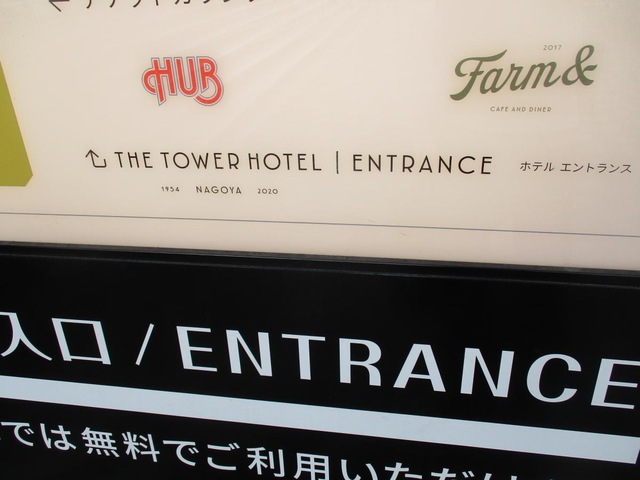 HUB
2017
Farm&
CAFE AND DINER
THE TOWER HOTEL | ENTRANCE ホテル エントランス
1954 NAGOYA 2020
入口 / ENTRANCE
では無料でご利用いただけ